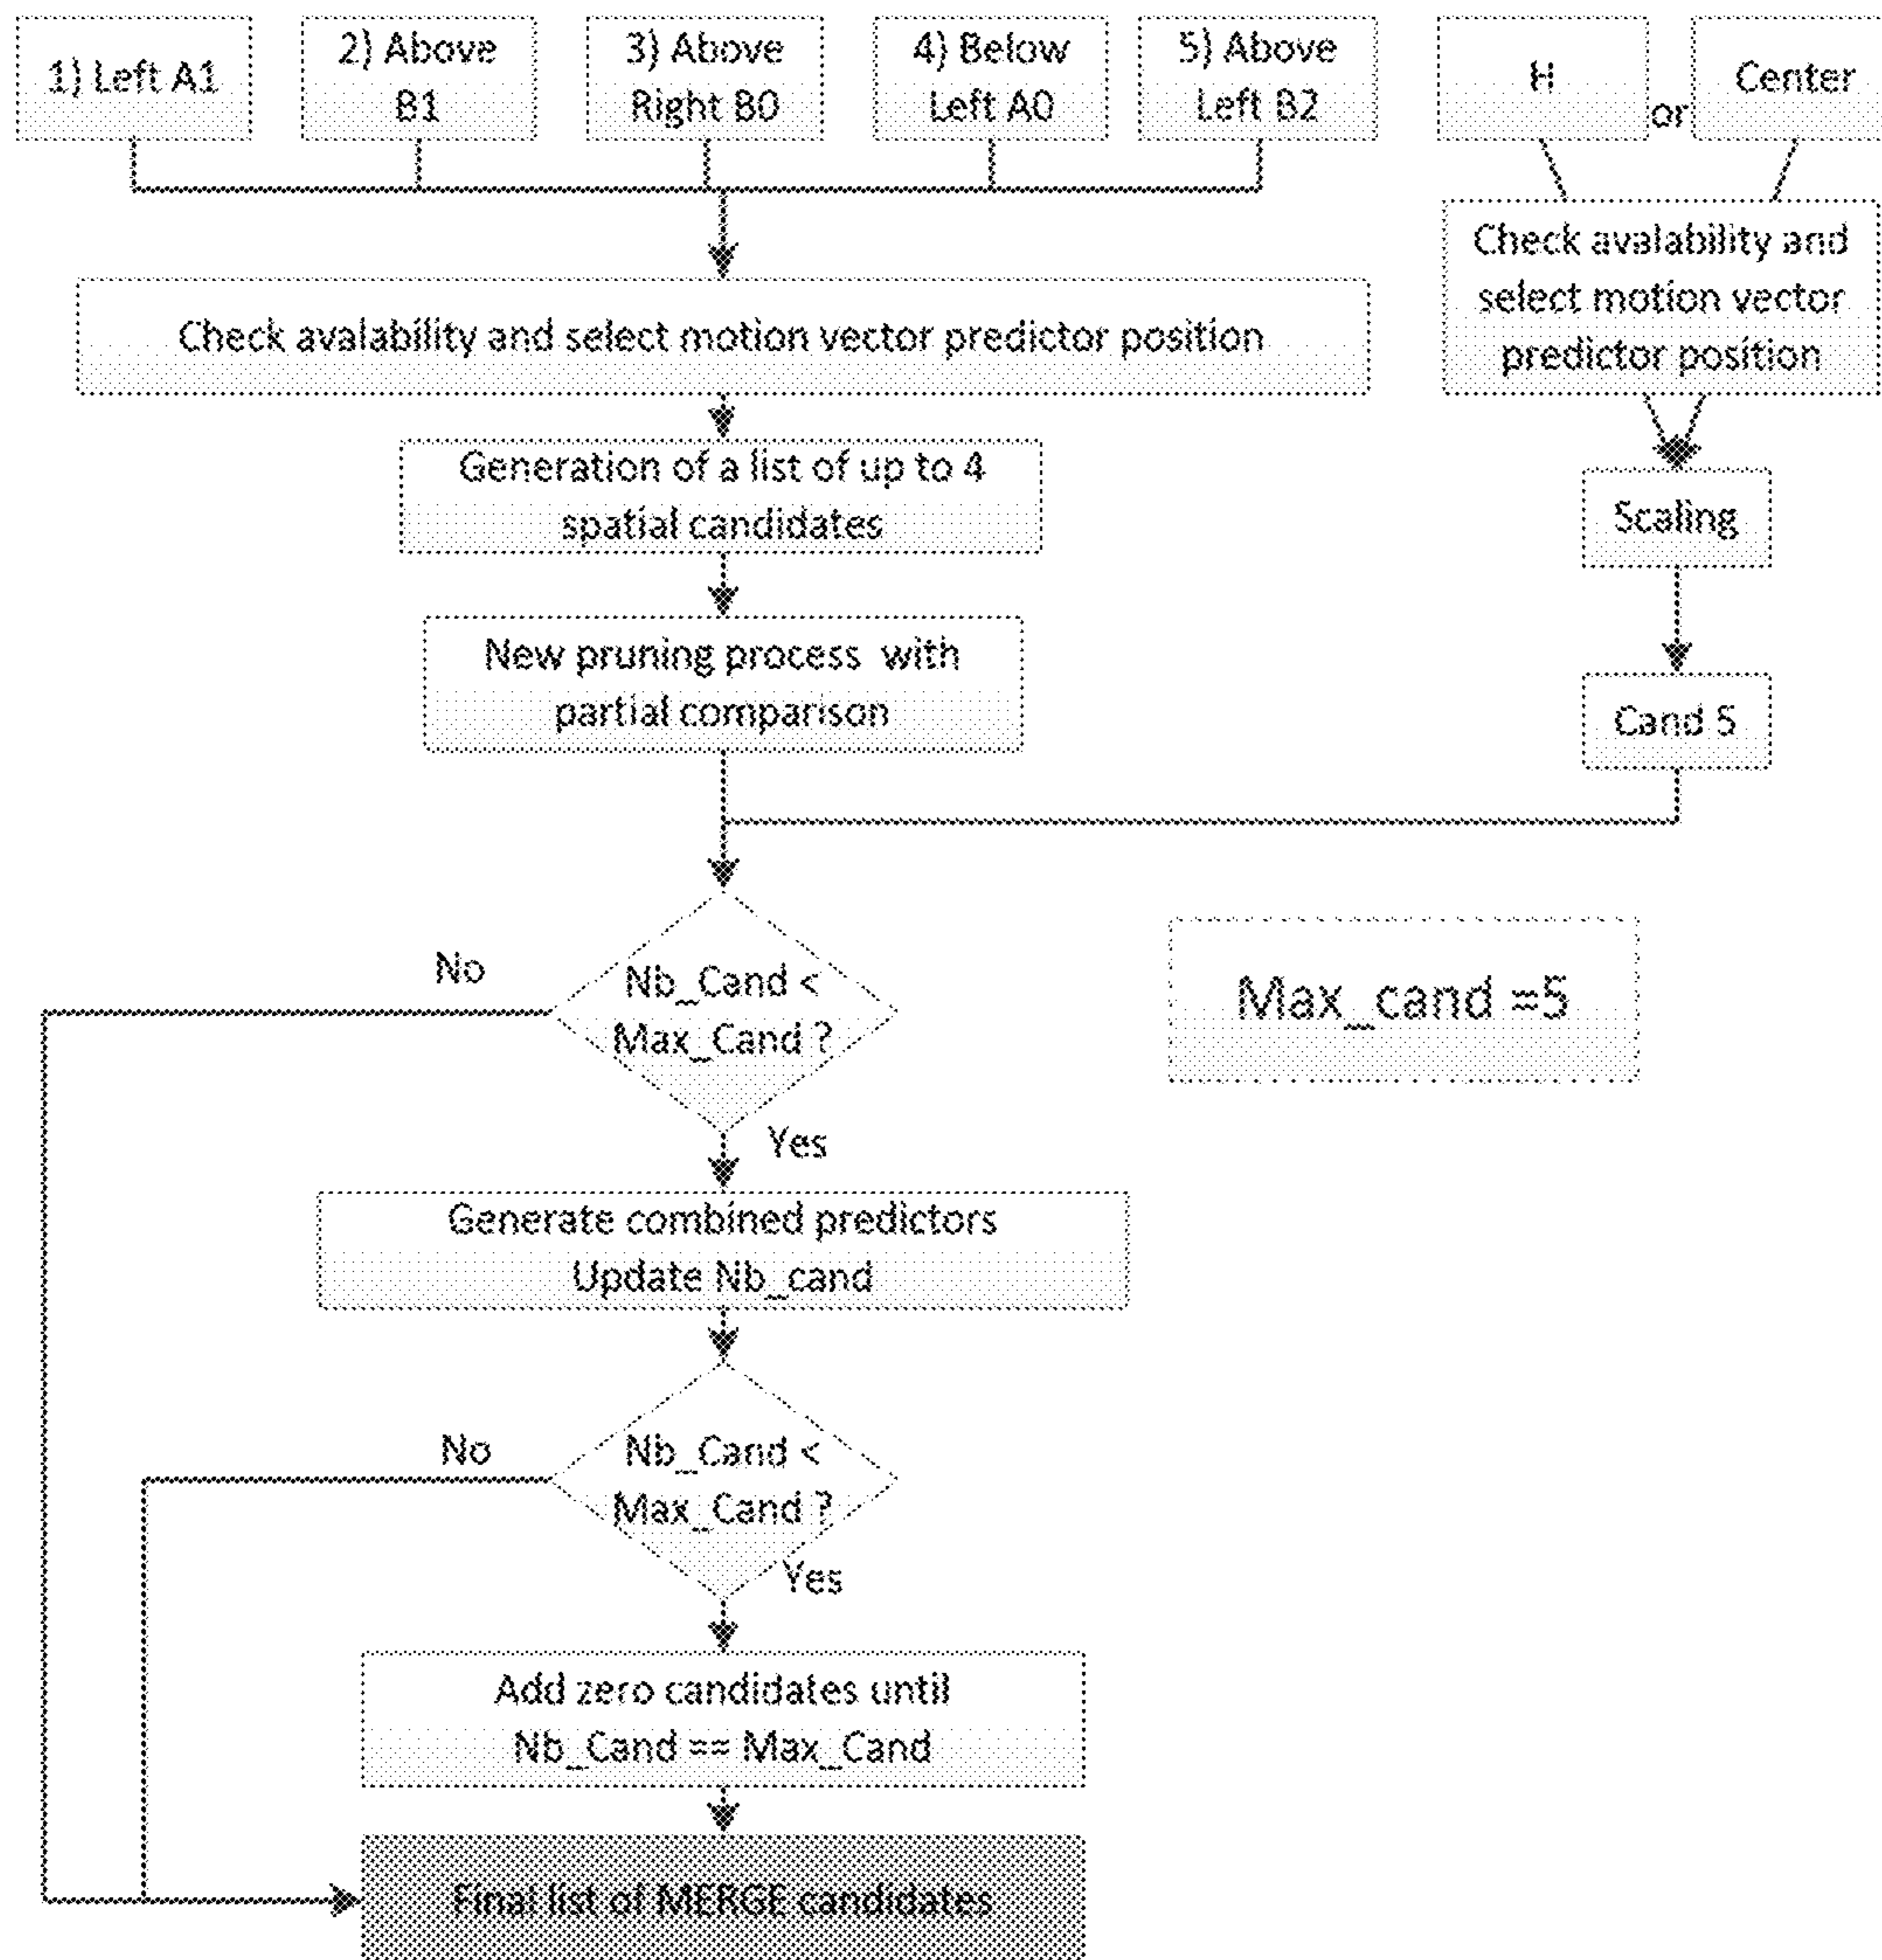 1) Left A1
2) Above
B1
3) Above
Right B0
4) Below
Left A0
5) Above
Left B2
H
or
Center
Check avalability and select motion vector predictor position
Check avalability and
select motion vector
predictor position
Generation of a list of up to 4
spatial candidates
Scaling
New pruning process with
partial comparison
Cand 5
No
Nb_Cand <
Max_Cand ?
Max_cand =5
Yes
Generate combined predictors
Update Nb_cand
No
Nb_Cand <
Max_Cand ?
Yes
Add zero candidates until
Nb_Cand == Max_Cand
Final list of MERGE candidates